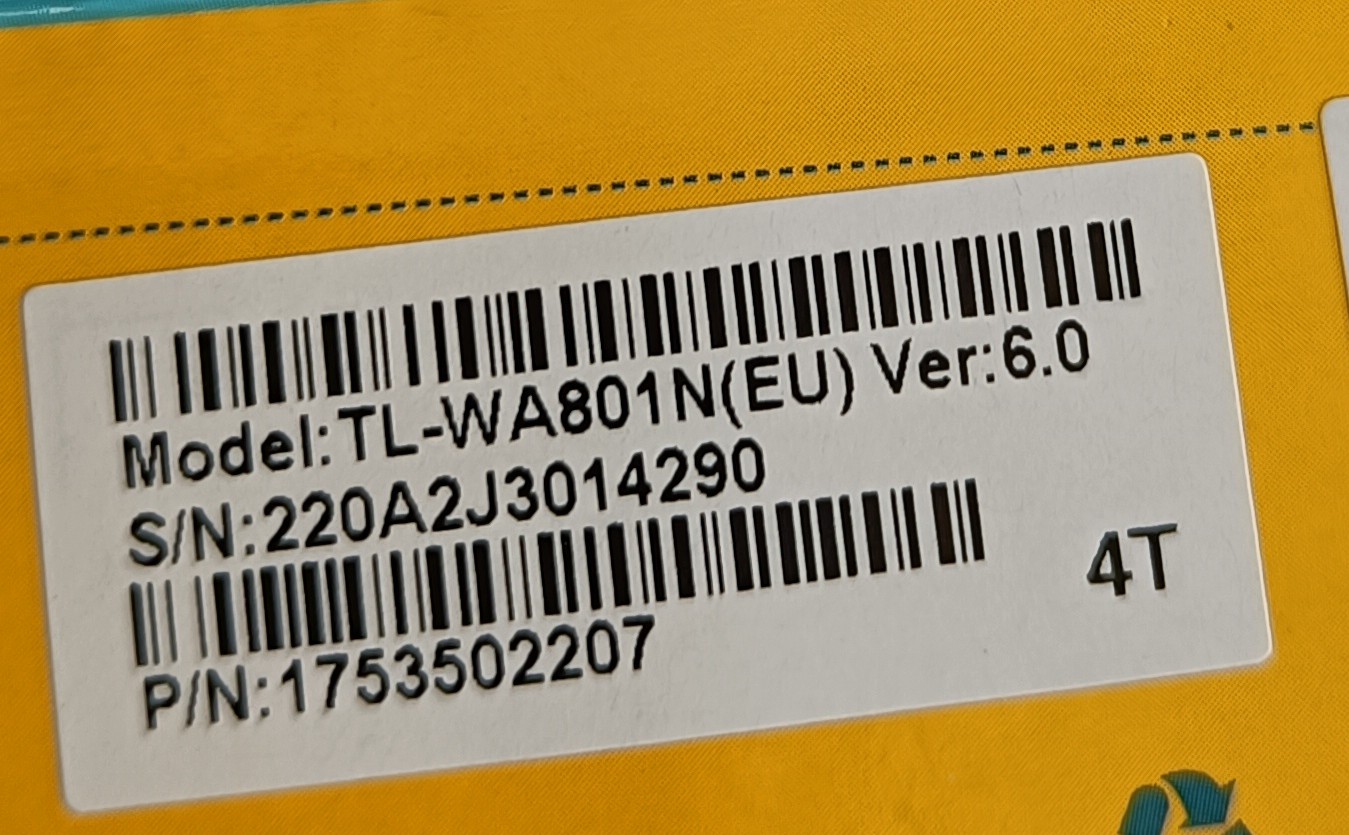 Model:TL-WA801N(EU) Ver:6.0
S/N:220A2J3014290
4T
P/N:1753502207